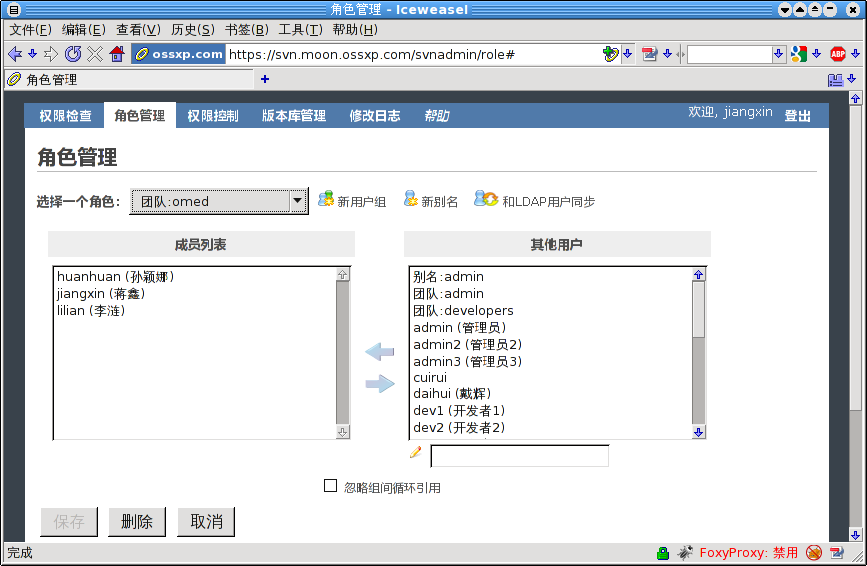 角色管理 - Iceweasel
文件(F) 编辑(E) 查看(V) 历史(S) 书签(B) 工具(T) 帮助(H)
ossxp.com https://svn.moon.ossxp.com/svnadmin/role# ABP
角色管理
权限检查 角色管理 权限控制 版本库管理 修改日志 帮助 欢迎, jiangxin 登出
角色管理
选择一个角色: 团队:omed 新用户组 新别名 和LDAP用户同步
成员列表 其他用户
huanhuan (孙颖娜)
jiangxin (蒋鑫)
lilian (李涟)
别名:admin
团队:admin
团队:developers
admin (管理员)
admin2 (管理员2)
admin3 (管理员3)
cuirui
daihui (戴辉)
dev1 (开发者1)
dev2 (开发者2)
忽略组间循环引用
保存 删除 取消
完成 FoxyProxy: 禁用